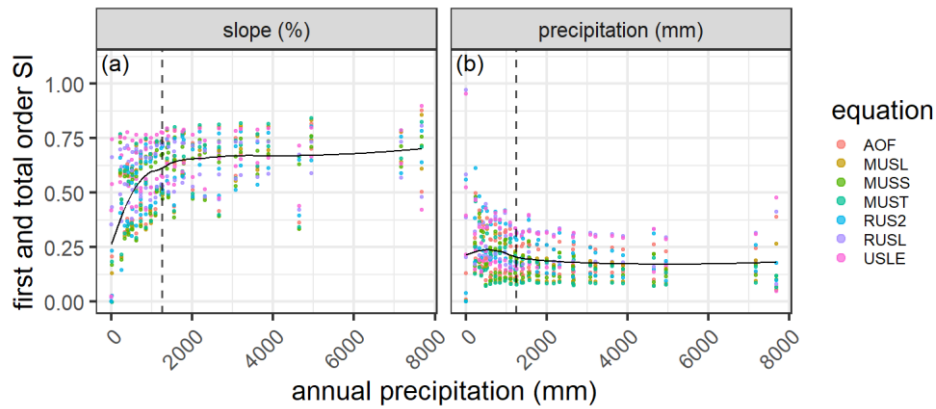 slope (%)
precipitation (mm)
(a)
(b)
first and total order SI
1.00
0.75
0.50
0.25
0.00
0
2000
4000
6000
8000
0
2000
4000
6000
8000
annual precipitation (mm)
equation
AOF
MUSL
MUSS
MUST
RUS2
RUSL
USLE